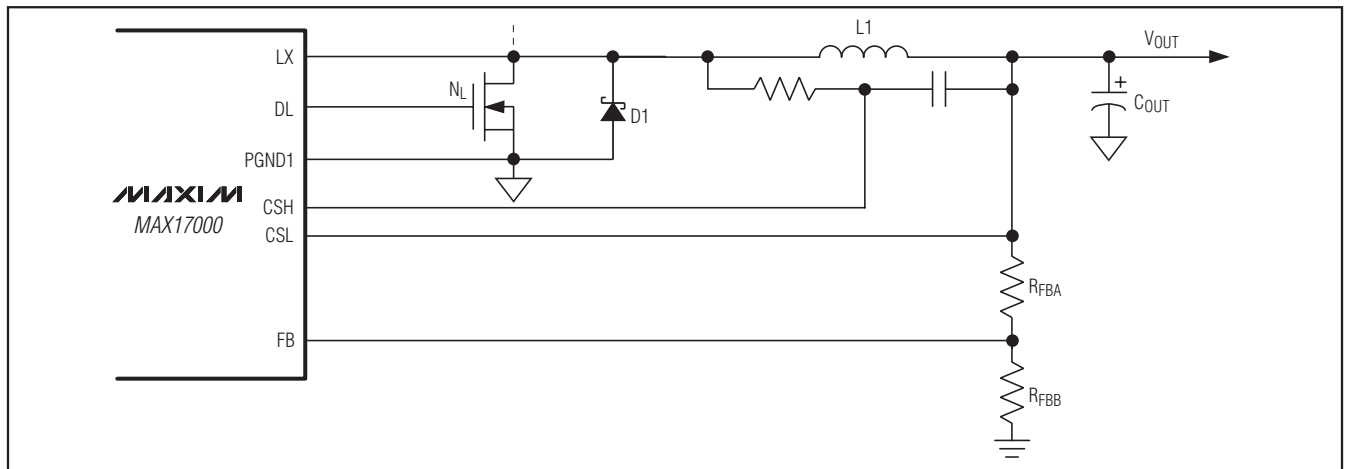 L1
VOUT
LX
NL
+
COUT
DL
D1
PGND1
MAXIM
MAX17000
CSH
CSL
RFBA
FB
RFBB